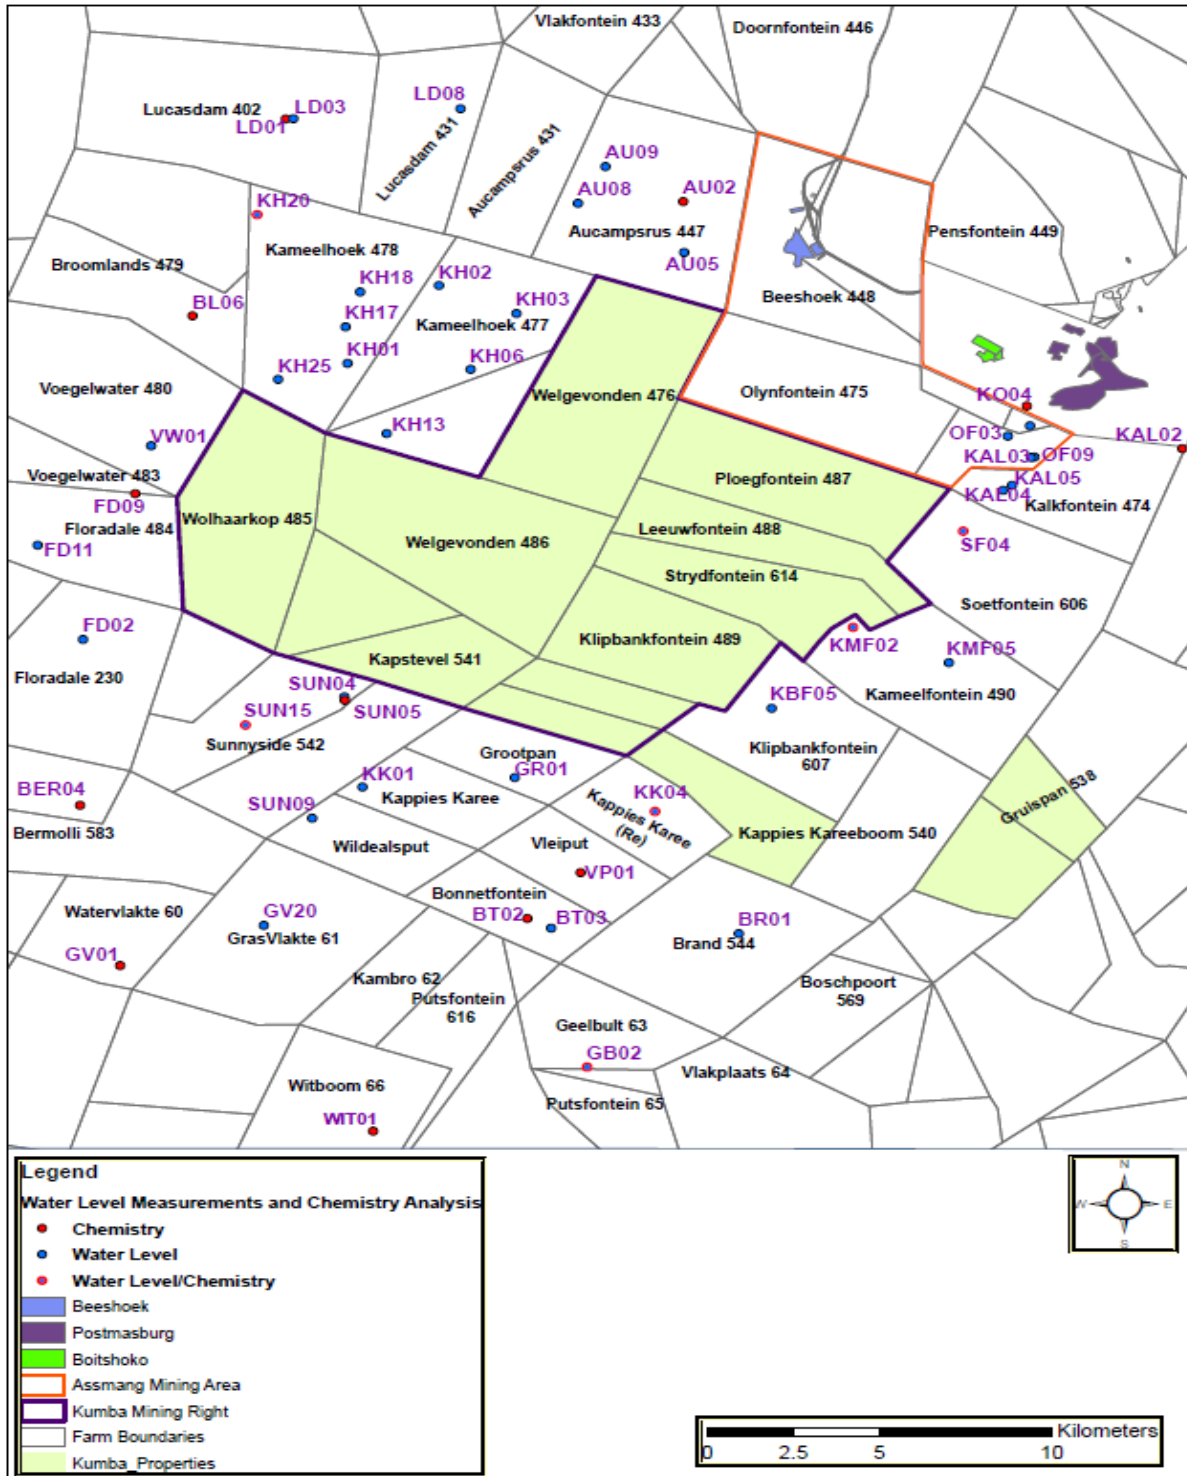 Vlakfontein 433
Doornfontein 446
LD08
Lucasdam 402
LD03
LD01
Lucasdam 431
Aucampsrus 431
AU09
AU08
AU02
KH20
Aucampsrus 447
Pensfontein 449
Kameelhoek 478
AU05
Broomlands 479
KH18
KH02
BL06
KH03
Beeshoek 448
KH17
Kameelhoek 477
KH01
KH06
Voegelwater 480
KH25
Welgevonden 476
Olynfontein 475
KO04
KH13
OF03
KAL02
VW01
KAL03
OF09
Voegelwater 483
Ploegfontein 487
KAL05
FD09
KAL04
Kalkfontein 474
Floradale 484
Wolhaarkop 485
Leeuwfontein 488
FD11
Welgevonden 486
SF04
Strydfontein 614
Soetfontein 606
FD02
Klipbankfontein 489
KMF02
Kapstevel 541
KMF05
Floradale 230
SUN04
KBF05
Kameelfontein 490
SUN15
SUN05
Sunnyside 542
Grootpan
Klipbankfontein
607
KK01
GR01
BER04
Kappies Karee
KK04
Gruispan 538
SUN09
Kappies Karee
(Re)
Bermolli 583
Wildealsput
Vleiput
Kappies Kareeboom 540
VP01
Bonnetfontein
Watervlakte 60
GV20
BT02
BT03
BR01
GrasVlakte 61
Brand 544
GV01
Kambro 62
Putsfontein
616
Boschpoort
569
Geelbult 63
GB02
Vlakplaats 64
Witboom 66
Putsfontein 65
WIT01
Legend
Water Level Measurements and Chemistry Analysis
Chemistry
Water Level
Water Level/Chemistry
Beeshoek
Postmasburg
Boitshoko
Assmang Mining Area
Kumba Mining Right
Farm Boundaries
Kumba_Properties
N
W
E
S
Kilometers
0 2.5 5 10